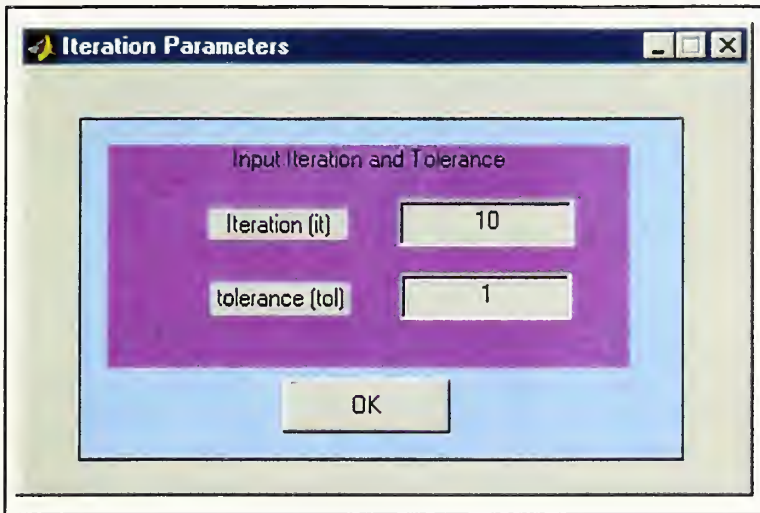 Iteration Parameters
Input Iteration and Tolerance
Iteration (it)
10
tolerance (tol)
1
OK